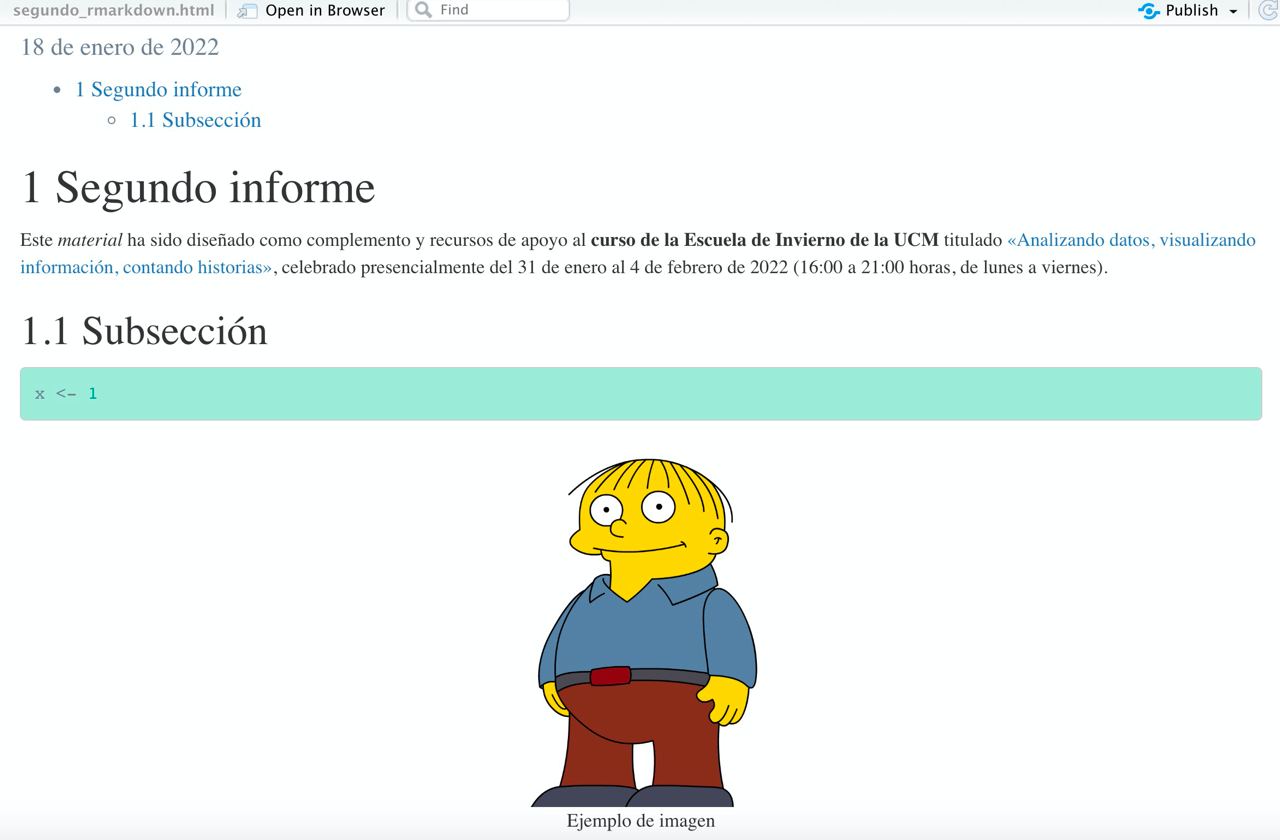 segundo_rmarkdown.html Open in Browser Find Publish
18 de enero de 2022
1 Segundo informe
1.1 Subsección
1 Segundo informe
Este material ha sido diseñado como complemento y recursos de apoyo al curso de la Escuela de Invierno de la UCM titulado «Analizando datos, visualizando
información, contando historias», celebrado presencialmente del 31 de enero al 4 de febrero de 2022 (16:00 a 21:00 horas, de lunes a viernes).
1.1 Subsección
x <- 1
Ejemplo de imagen